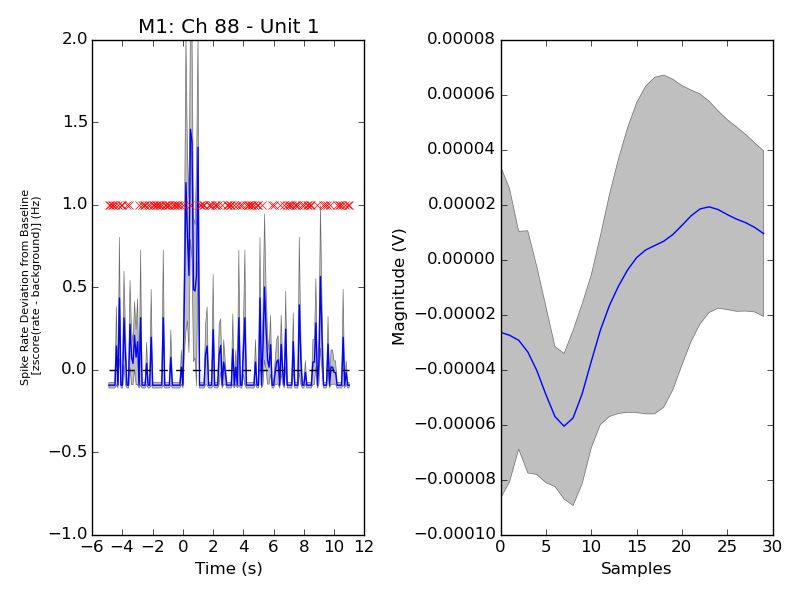 M1: Ch 88 - Unit 1
2.0
1.5
1.0
0.5
0.0
−0.5
−1.0
−6 −4 −2 0 2 4 6 8 10 12
Time (s)
Spike Rate Deviation from Baseline
[zscore(rate - background)] (Hz)
0.00008
0.00006
0.00004
0.00002
0.00000
−0.00002
−0.00004
−0.00006
−0.00008
−0.00010
0 5 10 15 20 25 30
Samples
Magnitude (V)